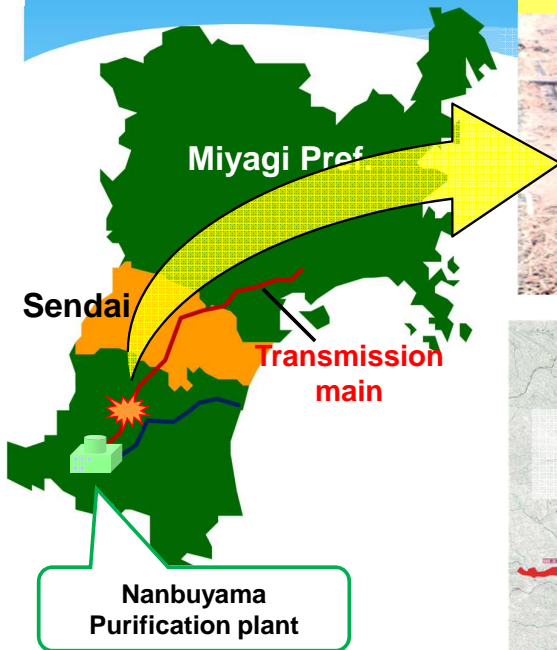 Miyagi Pref.
Sendai
Transmission
main
Nanbuyama
Purification plant